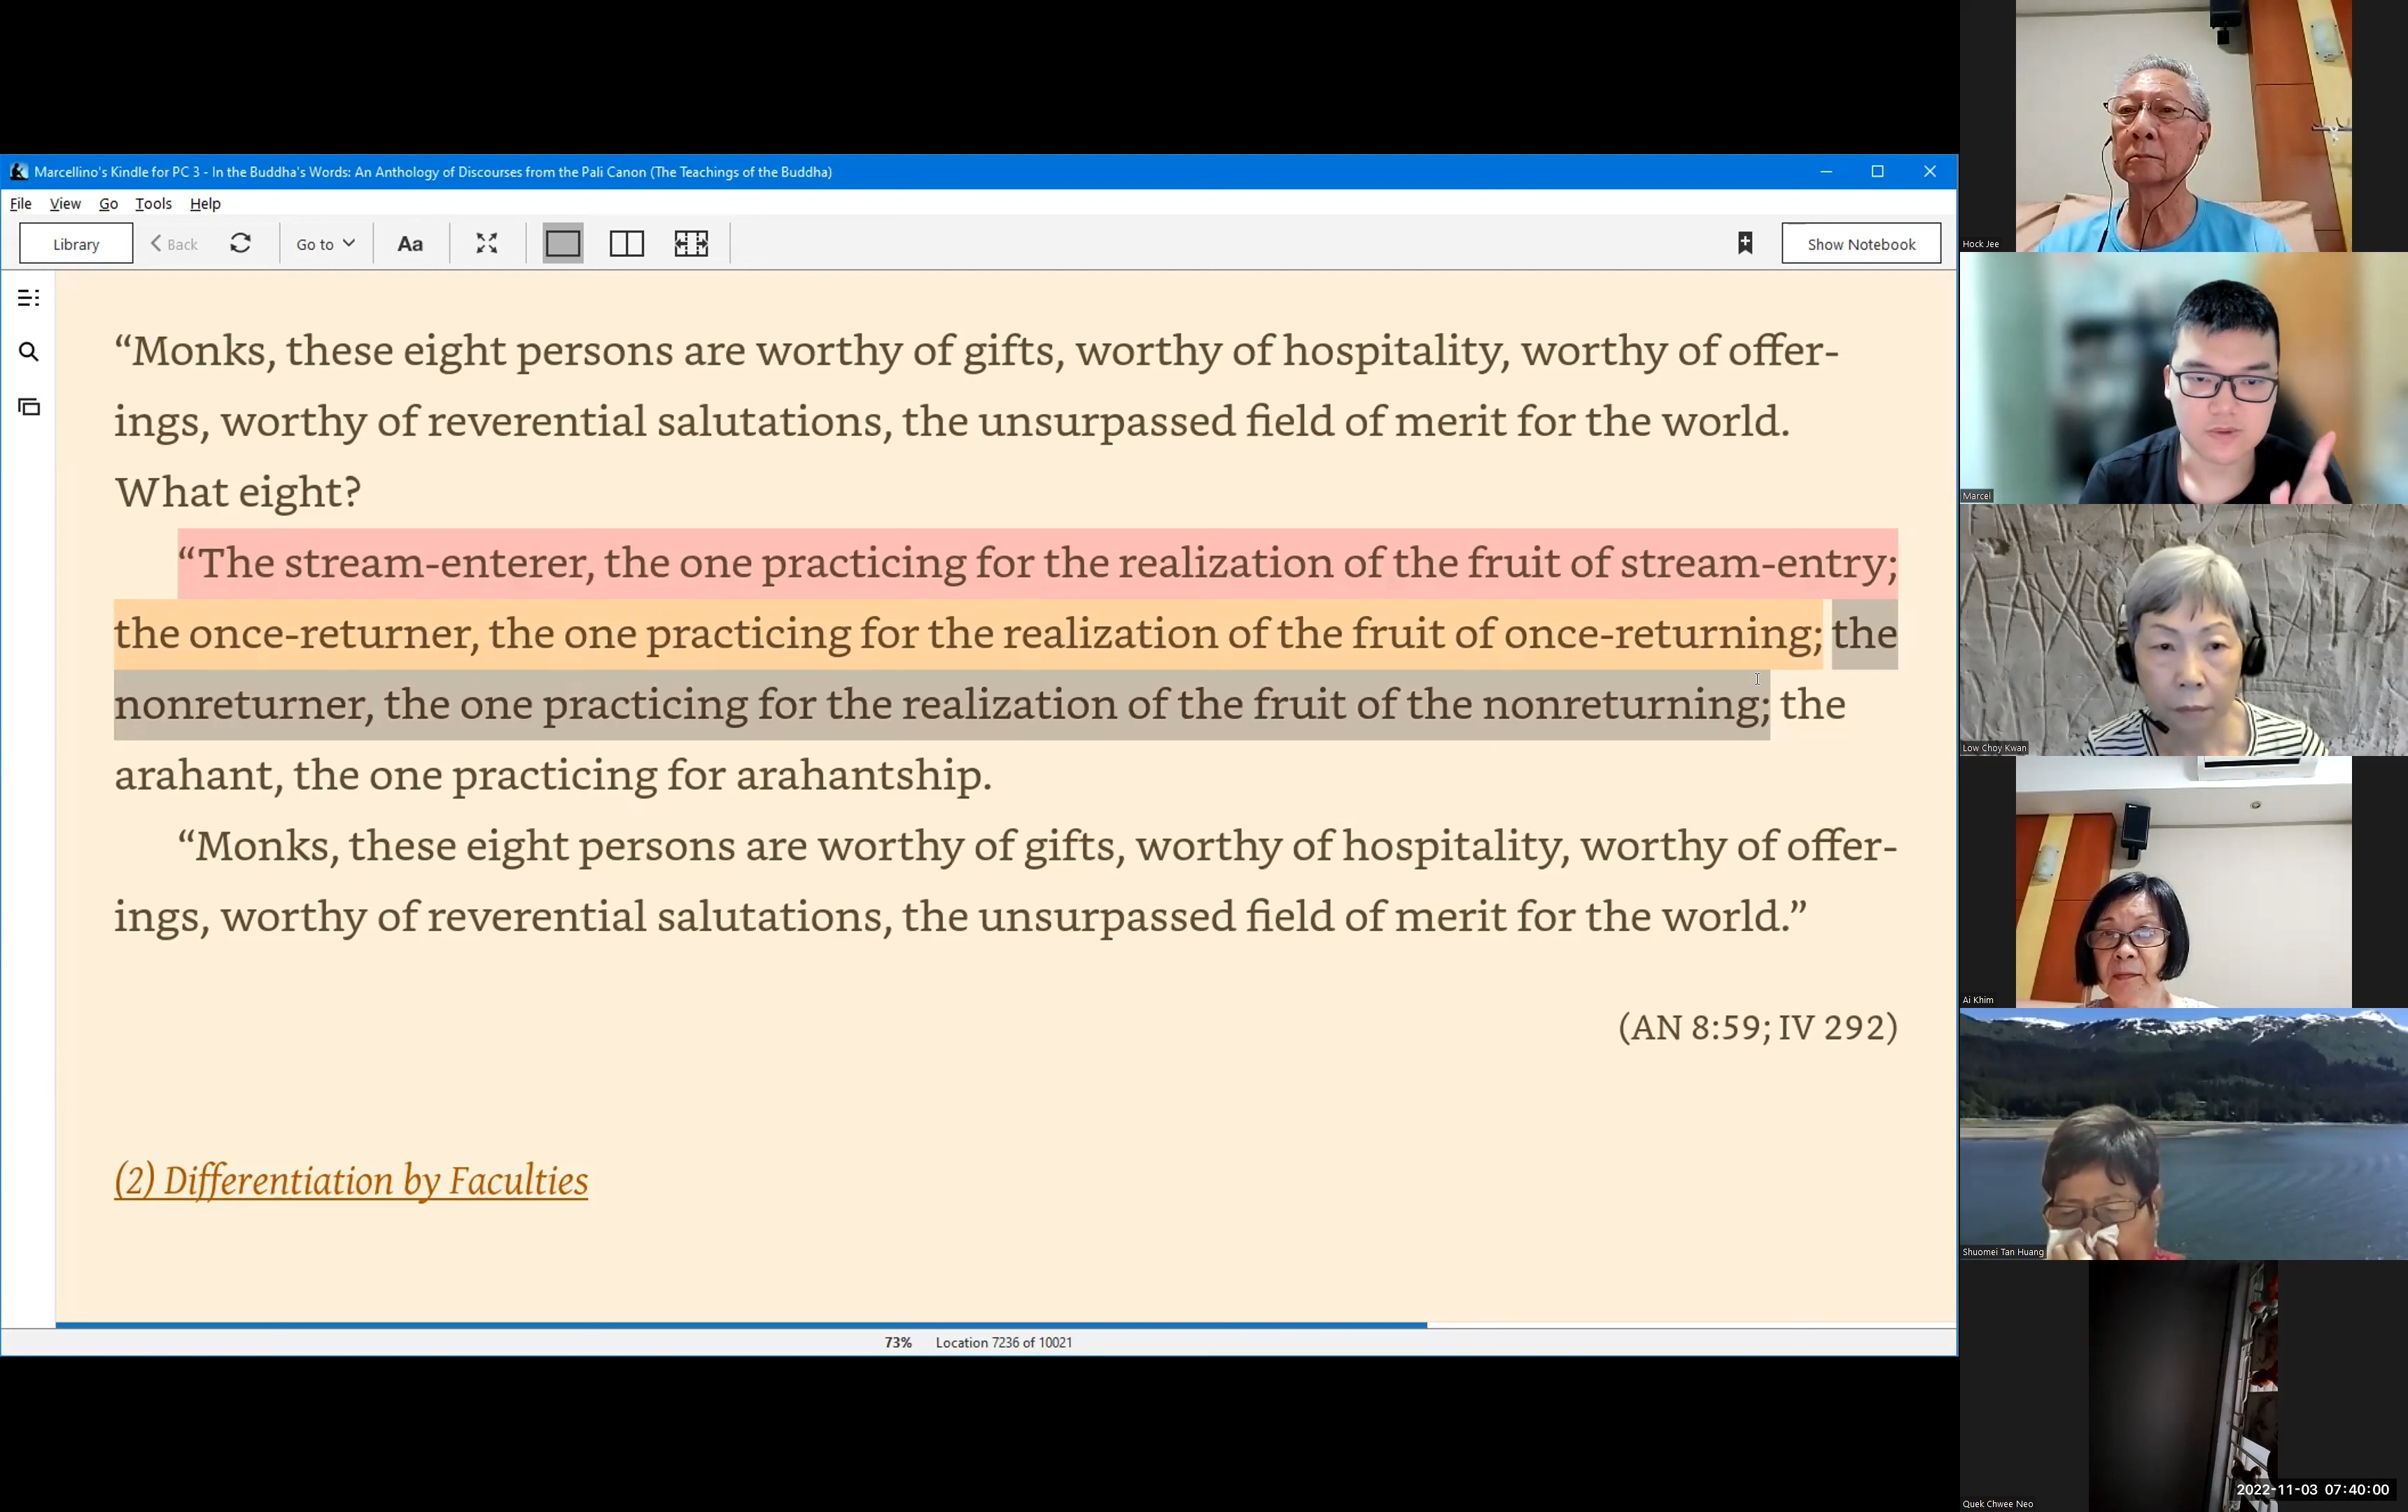 Marcellino's Kindle for PC 3 - In the Buddha's Words: An Anthology of Discourses from the Pali Canon (The Teachings of the Buddha)
File View Go Tools Help
Library Back Go to Aa Show Notebook
“Monks, these eight persons are worthy of gifts, worthy of hospitality, worthy of offer-
ings, worthy of reverential salutations, the unsurpassed field of merit for the world.
What eight?
“The stream-enterer, the one practicing for the realization of the fruit of stream-entry;
the once-returner, the one practicing for the realization of the fruit of once-returning; the
nonreturner, the one practicing for the realization of the fruit of the nonreturning; the
arahant, the one practicing for arahantship.
“Monks, these eight persons are worthy of gifts, worthy of hospitality, worthy of offer-
ings, worthy of reverential salutations, the unsurpassed field of merit for the world.”
(AN 8:59; IV 292)
(2) Differentiation by Faculties
73% Location 7236 of 10021
Hock Jee
Marcel
Low Choy Kwan
Ai Khim
Shuomei Tan Huang
2022-11-03 07:40:00
Quek Chwee Neo